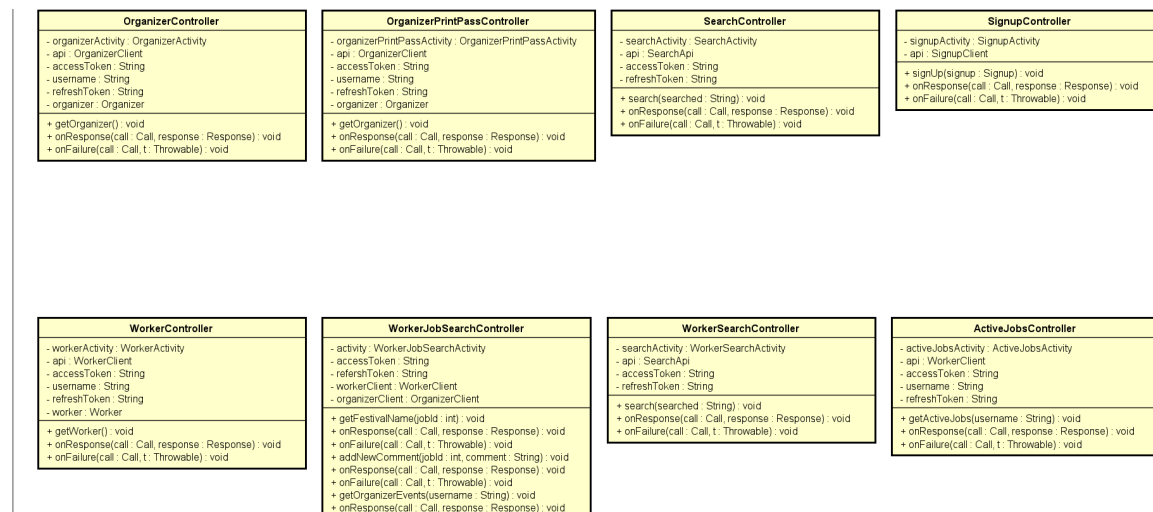 OrganizerController
- organizerActivity : OrganizerActivity
- api : OrganizerClient
- accessToken : String
- username : String
- refreshToken : String
- organizer : Organizer
+ getOrganizer() : void
+ onResponse(call : Call, response : Response) : void
+ onFailure(call : Call, t : Throwable) : void
OrganizerPrintPassController
- organizerPrintPassActivity : OrganizerPrintPassActivity
- api : OrganizerClient
- accessToken : String
- username : String
- refreshToken : String
- organizer : Organizer
+ getOrganizer() : void
+ onResponse(call : Call, response : Response) : void
+ onFailure(call : Call, t : Throwable) : void
SearchController
- searchActivity : SearchActivity
- api : SearchApi
- accessToken : String
- refreshToken : String
+ search(searched : String) : void
+ onResponse(call : Call, response : Response) : void
+ onFailure(call : Call, t : Throwable) : void
SignupController
- signupActivity : SignupActivity
- api : SignupClient
+ signUp(signup : Signup) : void
+ onResponse(call : Call, response : Response) : void
+ onFailure(call : Call, t : Throwable) : void
WorkerController
- workerActivity : WorkerActivity
- api : WorkerClient
- accessToken : String
- username : String
- refreshToken : String
- worker : Worker
+ getWorker() : void
+ onResponse(call : Call, response : Response) : void
+ onFailure(call : Call, t : Throwable) : void
WorkerJobSearchController
- activity : WorkerJobSearchActivity
- accessToken : String
- refershToken : String
- workerClient : WorkerClient
- organizerClient : OrganizerClient
+ getFestivalName(jobId : int) : void
+ onResponse(call : Call, response : Response) : void
+ onFailure(call : Call, t : Throwable) : void
+ addNewComment(jobId : int, comment : String) : void
+ onResponse(call : Call, response : Response) : void
+ onFailure(call : Call, t : Throwable) : void
+ getOrganizerEvents(username : String) : void
+ onResponse(call : Call, response : Response) : void
WorkerSearchController
- searchActivity : WorkerSearchActivity
- api : SearchApi
- accessToken : String
- refreshToken : String
+ search(searched : String) : void
+ onResponse(call : Call, response : Response) : void
+ onFailure(call : Call, t : Throwable) : void
ActiveJobsController
- activeJobsActivity : ActiveJobsActivity
- api : WorkerClient
- accessToken : String
- username : String
- refreshToken : String
+ getActiveJobs(username : String) : void
+ onResponse(call : Call, response : Response) : void
+ onFailure(call : Call, t : Throwable) : void